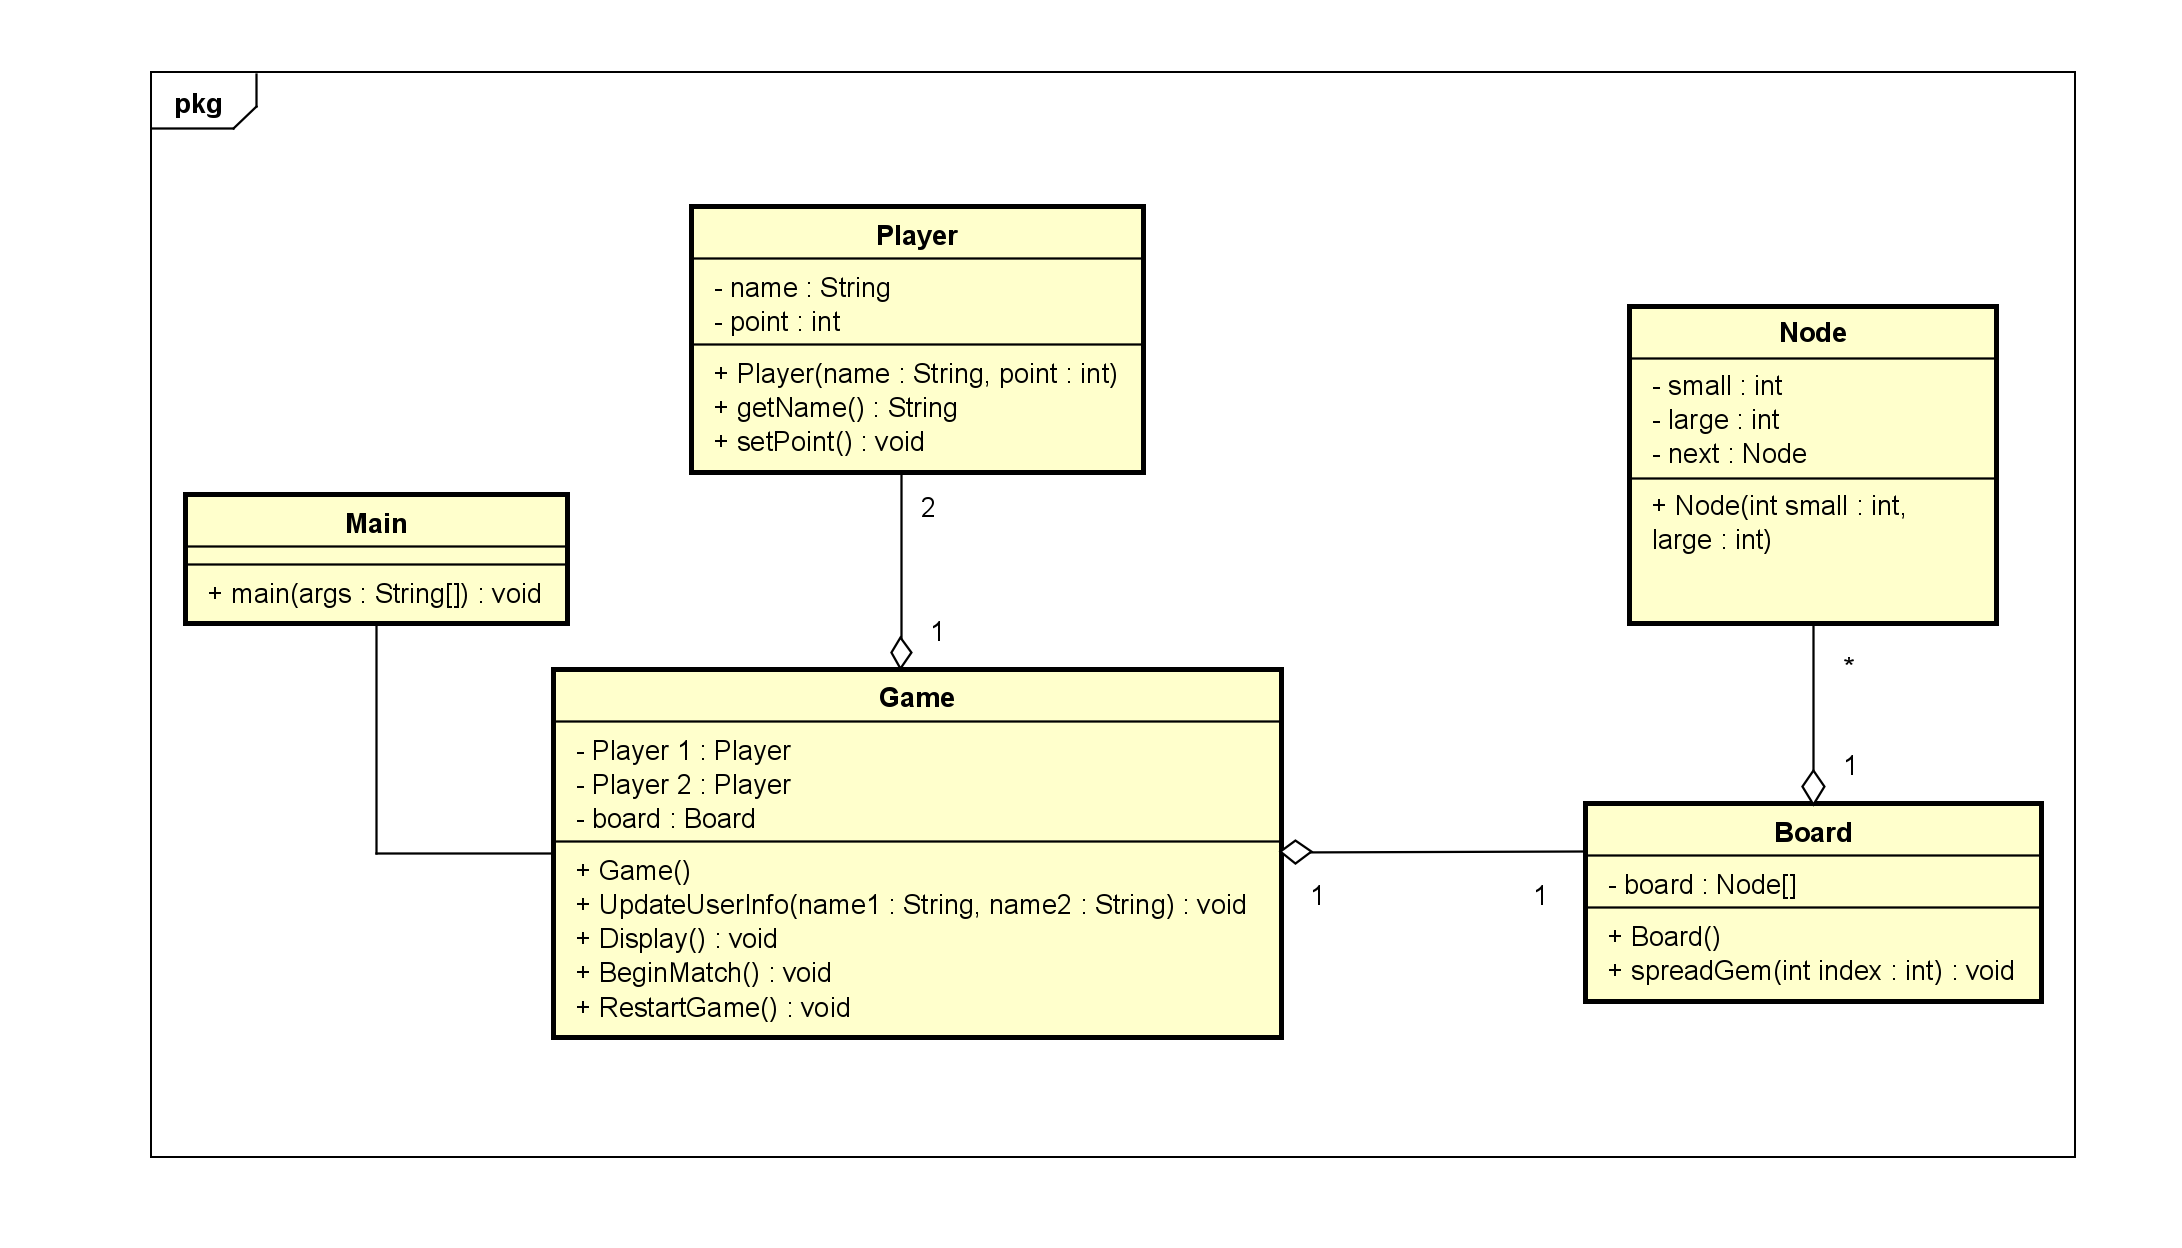 pkg
Player
- name : String
- point : int
+ Player(name : String, point : int)
+ getName() : String
+ setPoint() : void
2
1
Node
- small : int
- large : int
- next : Node
+ Node(int small : int,
large : int)
*
1
Main
+ main(args : String[]) : void
Game
- Player 1 : Player
- Player 2 : Player
- board : Board
+ Game()
+ UpdateUserInfo(name1 : String, name2 : String) : void
+ Display() : void
+ BeginMatch() : void
+ RestartGame() : void
1
1
Board
- board : Node[]
+ Board()
+ spreadGem(int index : int) : void